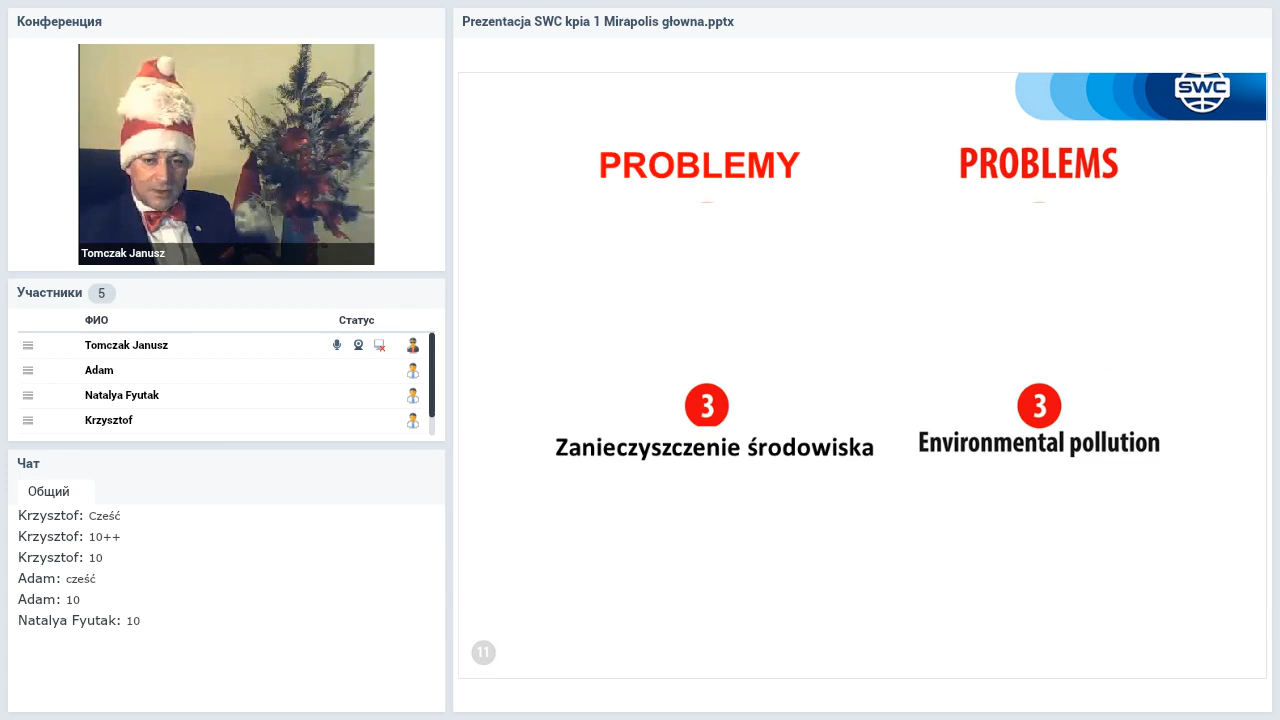 Конференция
Tomczak Janusz
Участники 5
ФИО Статус
Tomczak Janusz
Adam
Natalya Fyutak
Krzysztof
Чат
Общий
Krzysztof: Cześć
Krzysztof: 10++
Krzysztof: 10
Adam: cześć
Adam: 10
Natalya Fyutak: 10
Prezentacja SWC kpia 1 Mirapolis głowna.pptx
SWC
PROBLEMY PROBLEMS
3 3
Zanieczyszczenie środowiska Environmental pollution
11